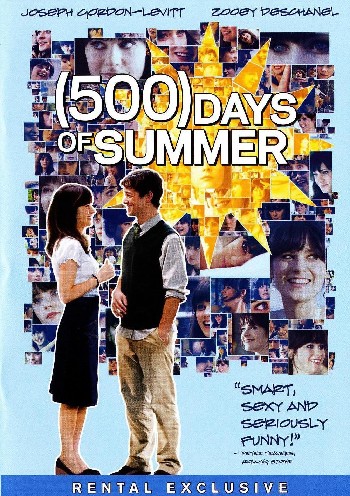 JOSEPH GORDON-LEVITT ZOOEY DESCHANEL
(500) DAYS
OF SUMMER
"SMART,
SEXY AND
SERIOUSLY
FUNNY!"
RENTAL EXCLUSIVE